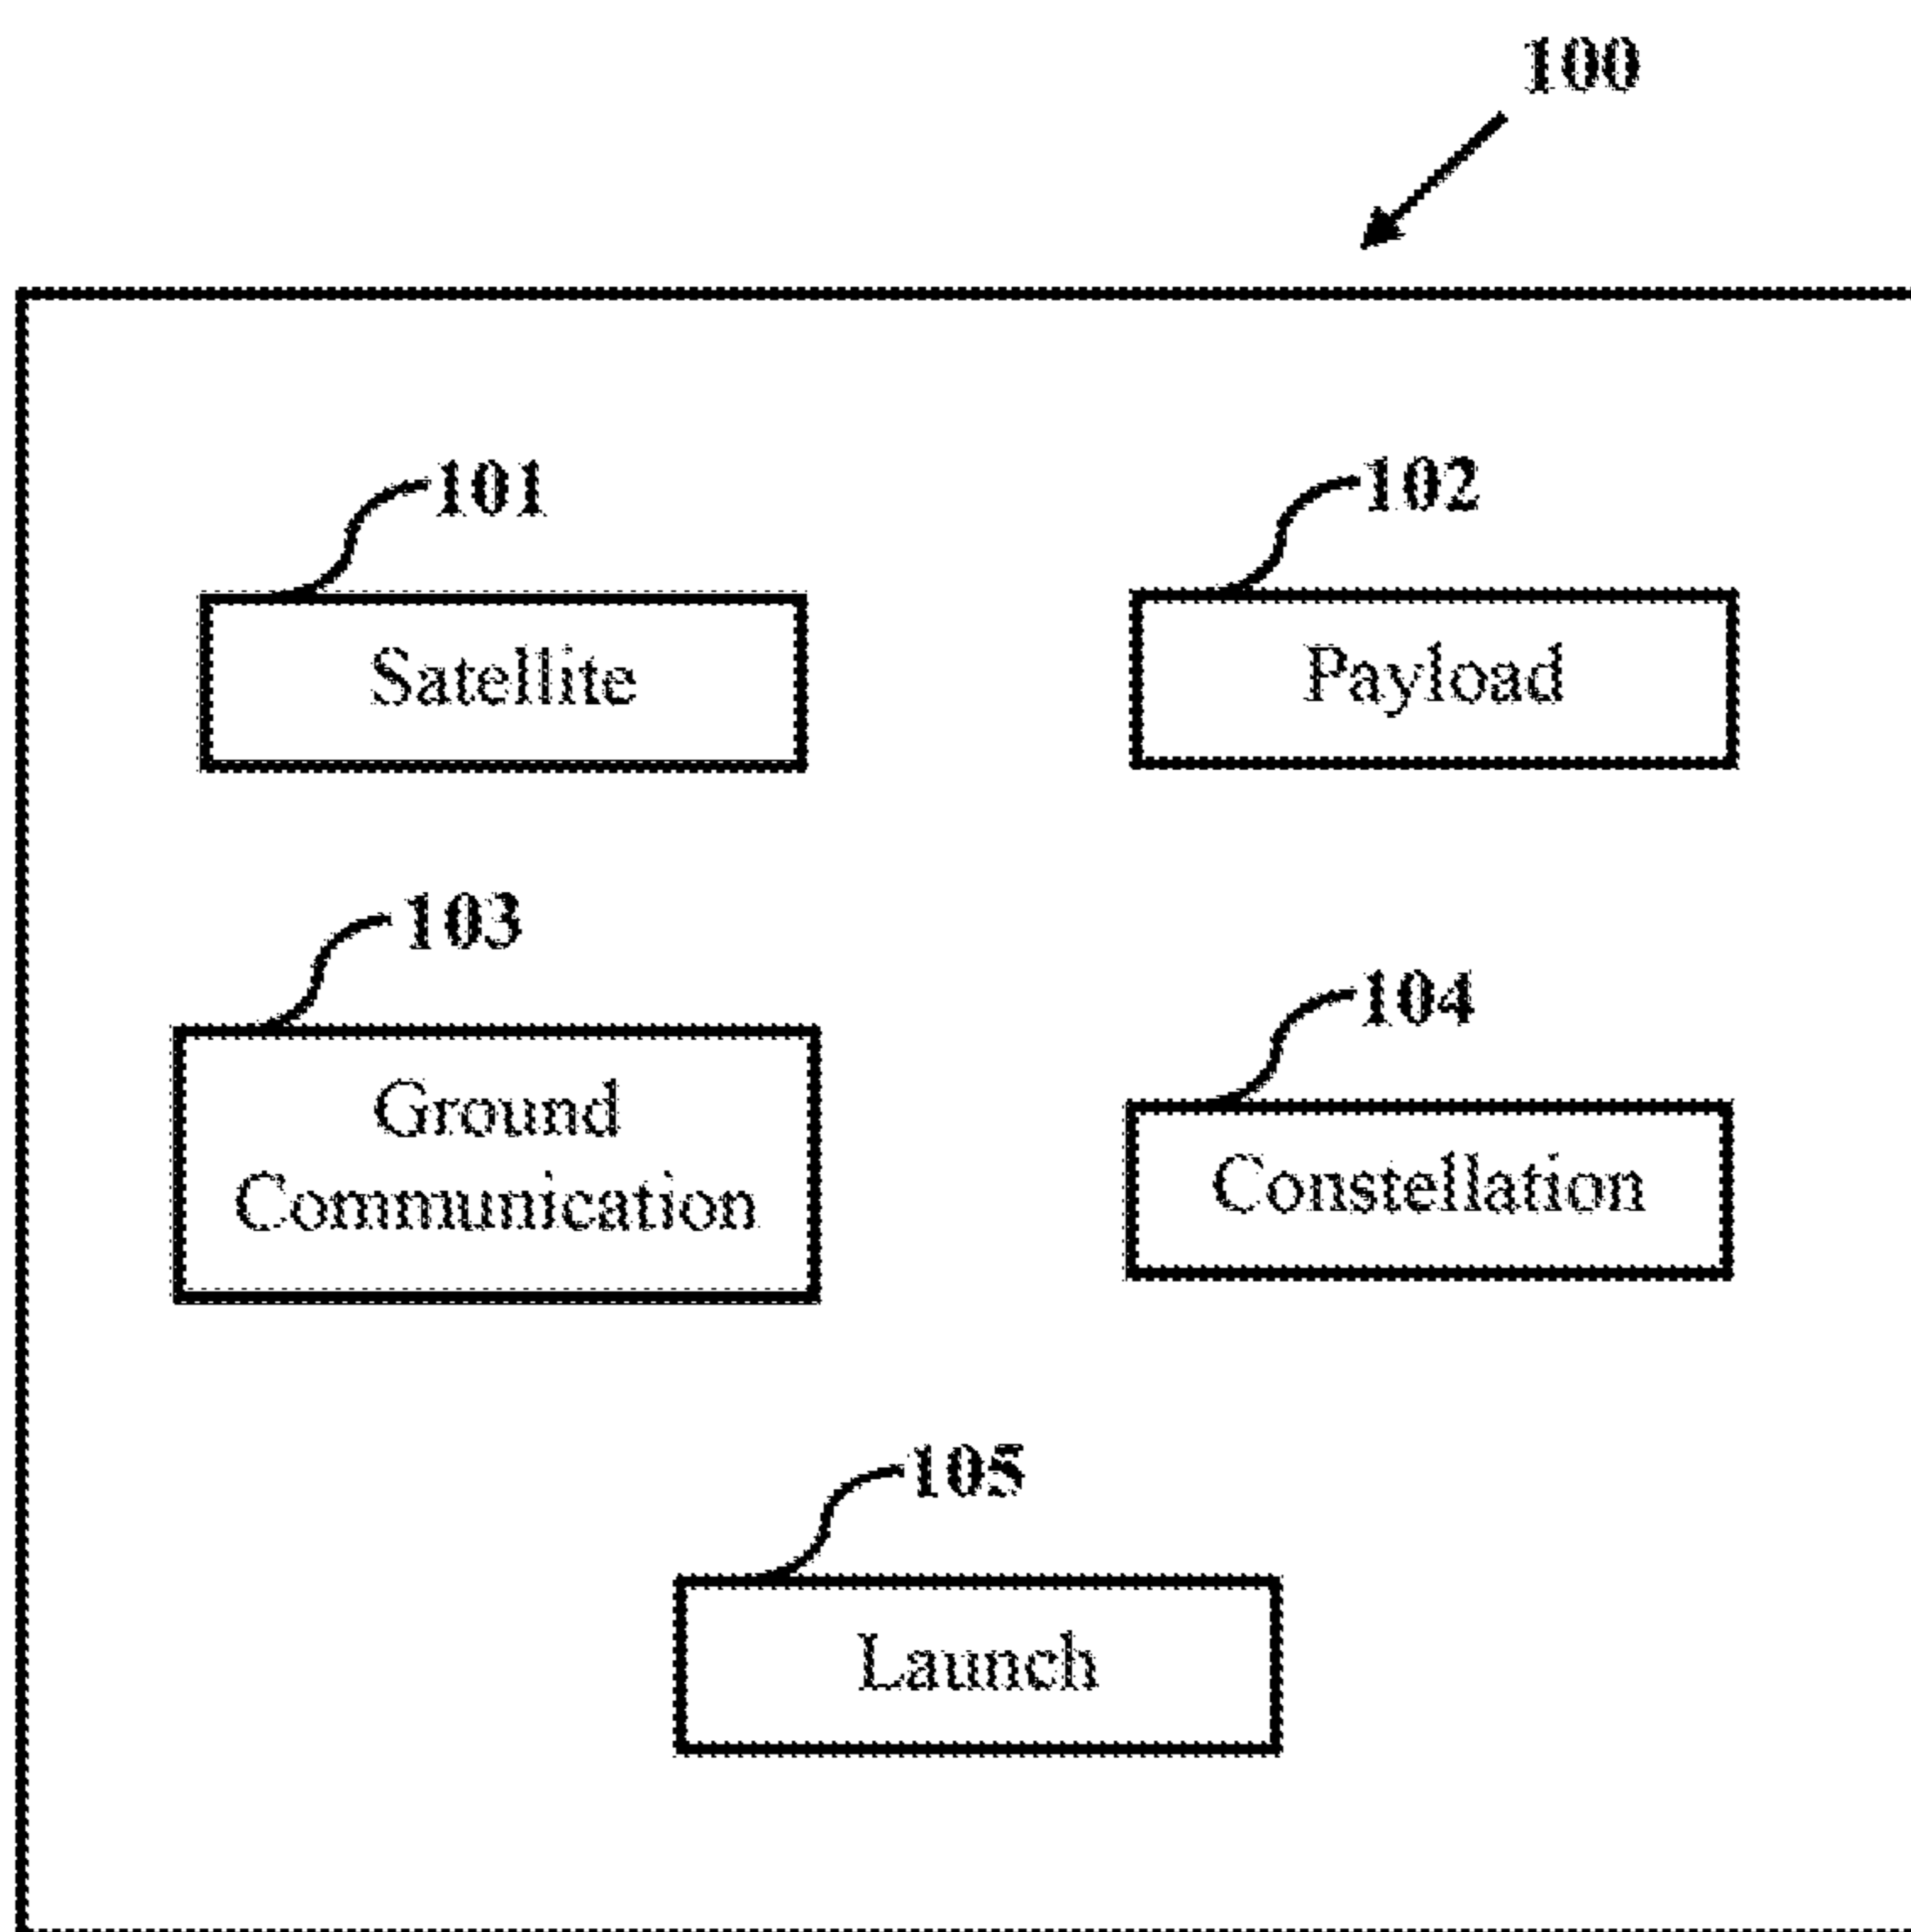 100
101
102
Satellite
Payload
103
104
Ground
Communication
Constellation
105
Launch